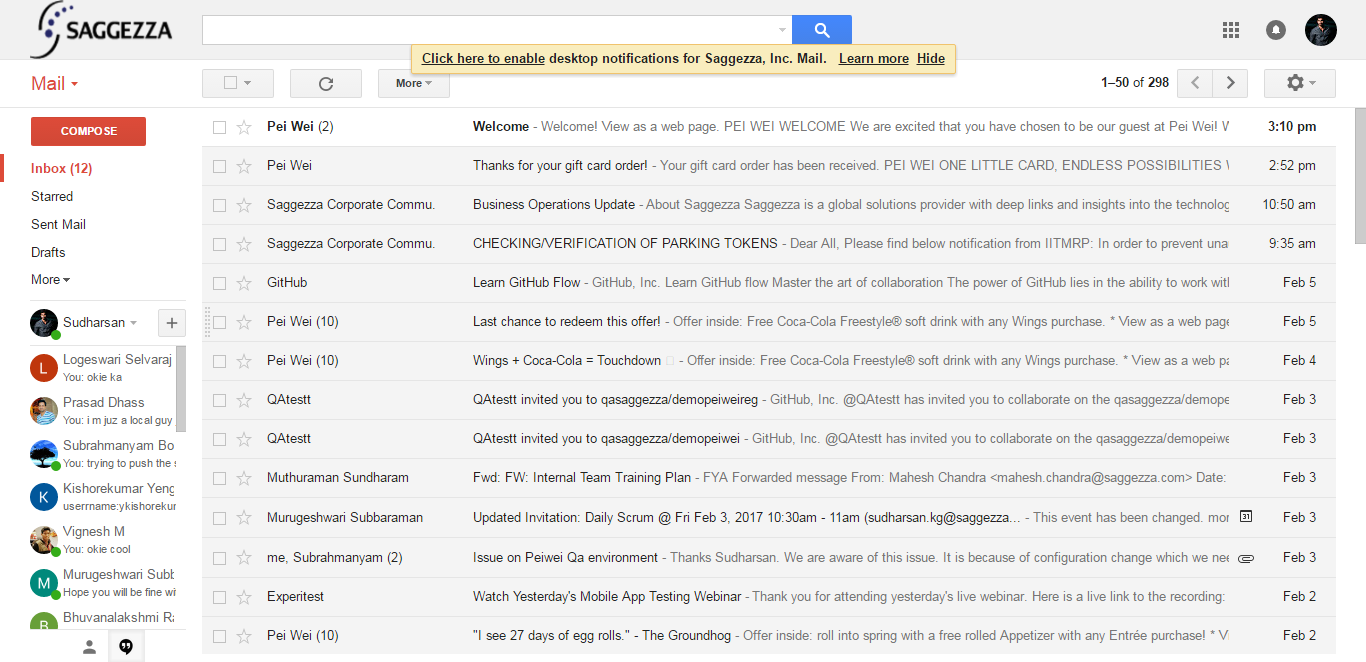 SAGGEZZA
Click here to enable desktop notifications for Saggezza, Inc. Mail. Learn more Hide
Mail
More
1–50 of 298
COMPOSE
Inbox (12)
Starred
Sent Mail
Drafts
More
Sudharsan
Logeswari Selvaraj
You: okie ka
Prasad Dhass
You: i m juz a local guy
Subrahmanyam Bo
You: trying to push the s
Kishorekumar Yeng
userrname:ykishorekur
Vignesh M
You: okie cool
Murugeshwari Subb
Hope you will be fine wi
Bhuvanalakshmi Ra
L
K
M
B
Pei Wei (2) Welcome - Welcome! View as a web page. PEI WEI WELCOME We are excited that you have chosen to be our guest at Pei Wei! W 3:10 pm
Pei Wei Thanks for your gift card order! - Your gift card order has been received. PEI WEI ONE LITTLE CARD, ENDLESS POSSIBILITIES 2:52 pm
Saggezza Corporate Commu. Business Operations Update - About Saggezza Saggezza is a global solutions provider with deep links and insights into the technolog 10:50 am
Saggezza Corporate Commu. CHECKING/VERIFICATION OF PARKING TOKENS - Dear All, Please find below notification from IITMRP: In order to prevent una 9:35 am
GitHub Learn GitHub Flow - GitHub, Inc. Learn GitHub flow Master the art of collaboration The power of GitHub lies in the ability to work with Feb 5
Pei Wei (10) Last chance to redeem this offer! - Offer inside: Free Coca-Cola Freestyle® soft drink with any Wings purchase. * View as a web page Feb 5
Pei Wei (10) Wings + Coca-Cola = Touchdown - Offer inside: Free Coca-Cola Freestyle® soft drink with any Wings purchase. * View as a web pa Feb 4
QAtestt QAtestt invited you to qasaggezza/demopeiweireg - GitHub, Inc. @QAtestt has invited you to collaborate on the qasaggezza/demope Feb 3
QAtestt QAtestt invited you to qasaggezza/demopeiwei - GitHub, Inc. @QAtestt has invited you to collaborate on the qasaggezza/demopeiwe Feb 3
Muthuraman Sundharam Fwd: FW: Internal Team Training Plan - FYA Forwarded message From: Mahesh Chandra <mahesh.chandra@saggezza.com> Date: Feb 3
Murugeshwari Subbaraman Updated Invitation: Daily Scrum @ Fri Feb 3, 2017 10:30am - 11am (sudharsan.kg@saggezza... - This event has been changed. mor 31 Feb 3
me, Subrahmanyam (2) Issue on Peiwei Qa environment - Thanks Sudharsan. We are aware of this issue. It is because of configuration change which we nee Feb 3
Experitest Watch Yesterday's Mobile App Testing Webinar - Thank you for attending yesterday's live webinar. Here is a live link to the recording: Feb 2
Pei Wei (10) "I see 27 days of egg rolls." - The Groundhog - Offer inside: roll into spring with a free rolled Appetizer with any Entrée purchase! * Vi Feb 2